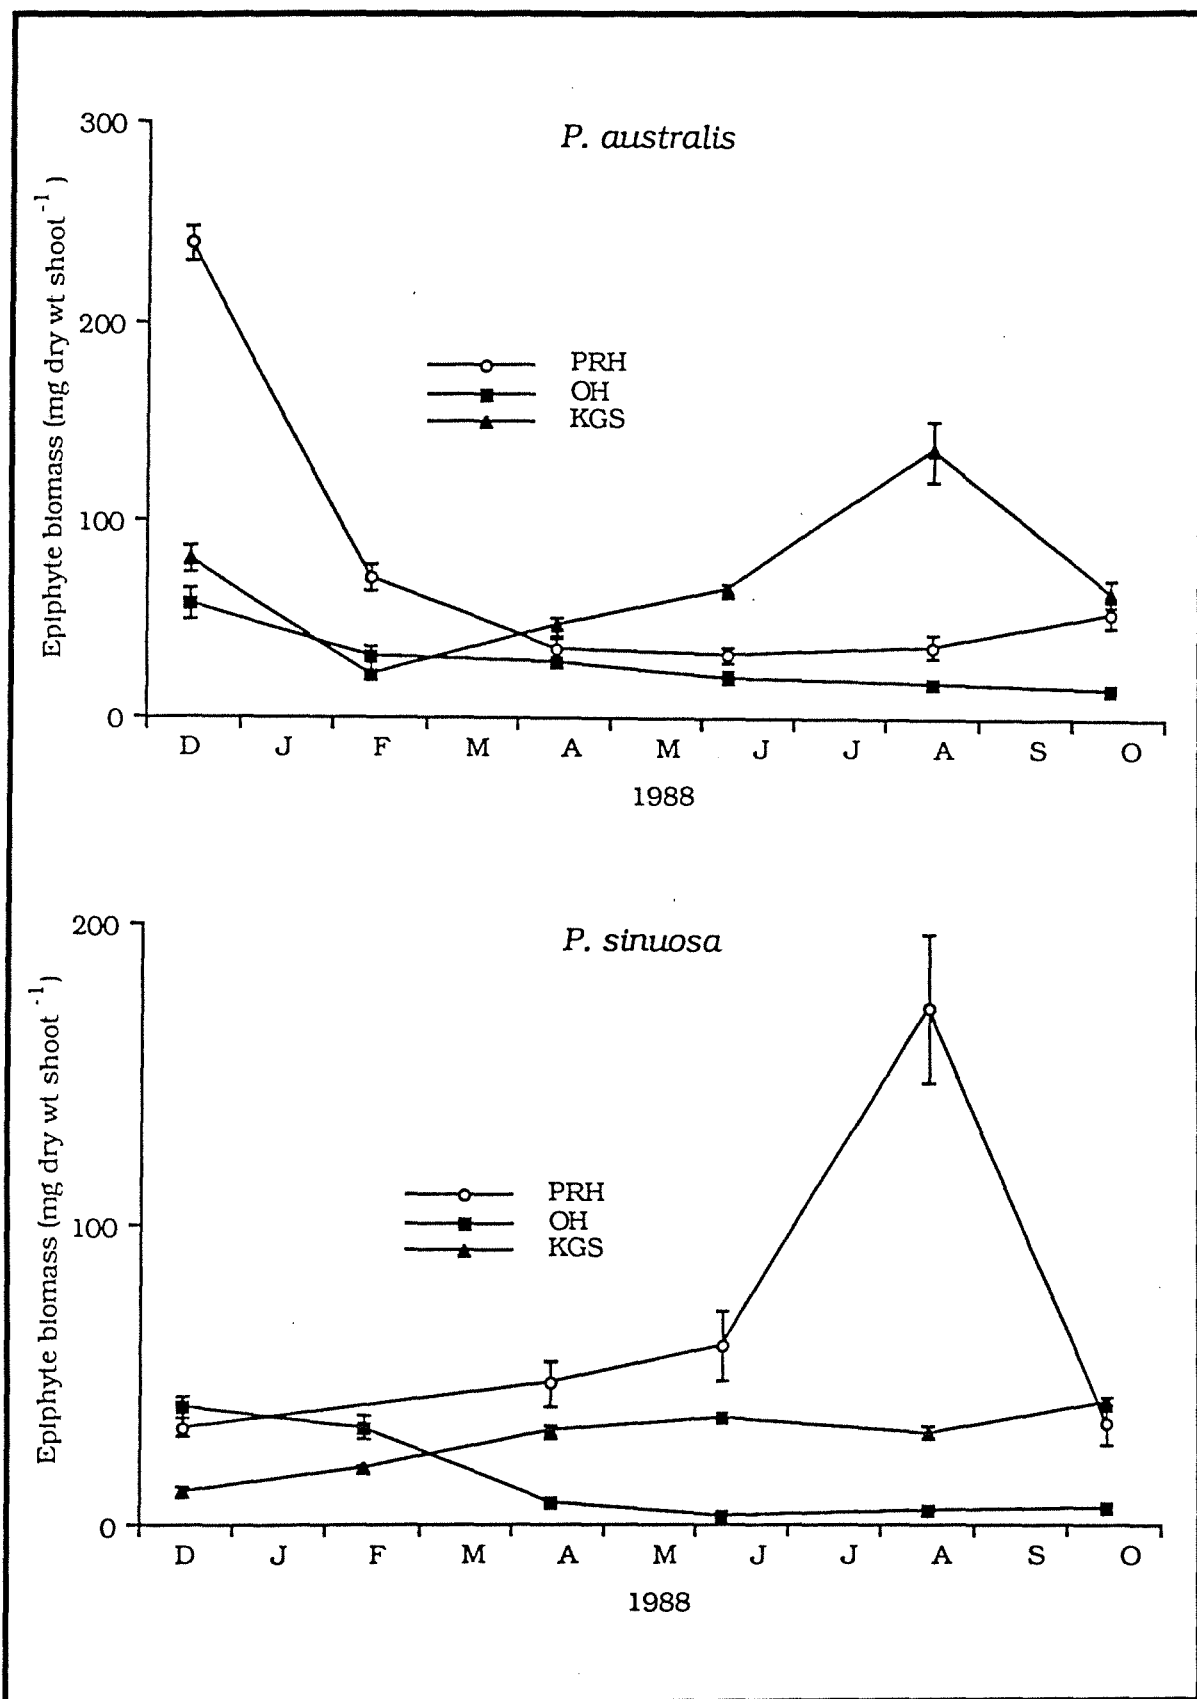 P. australis
300
200
100
0
Epiphyte biomass (mg dry wt shoot-1)
PRH
OH
KGS
D J F M A M J J A S O
1988
P. sinuosa
200
100
0
Epiphyte biomass (mg dry wt shoot-1)
PRH
OH
KGS
D J F M A M J J A S O
1988